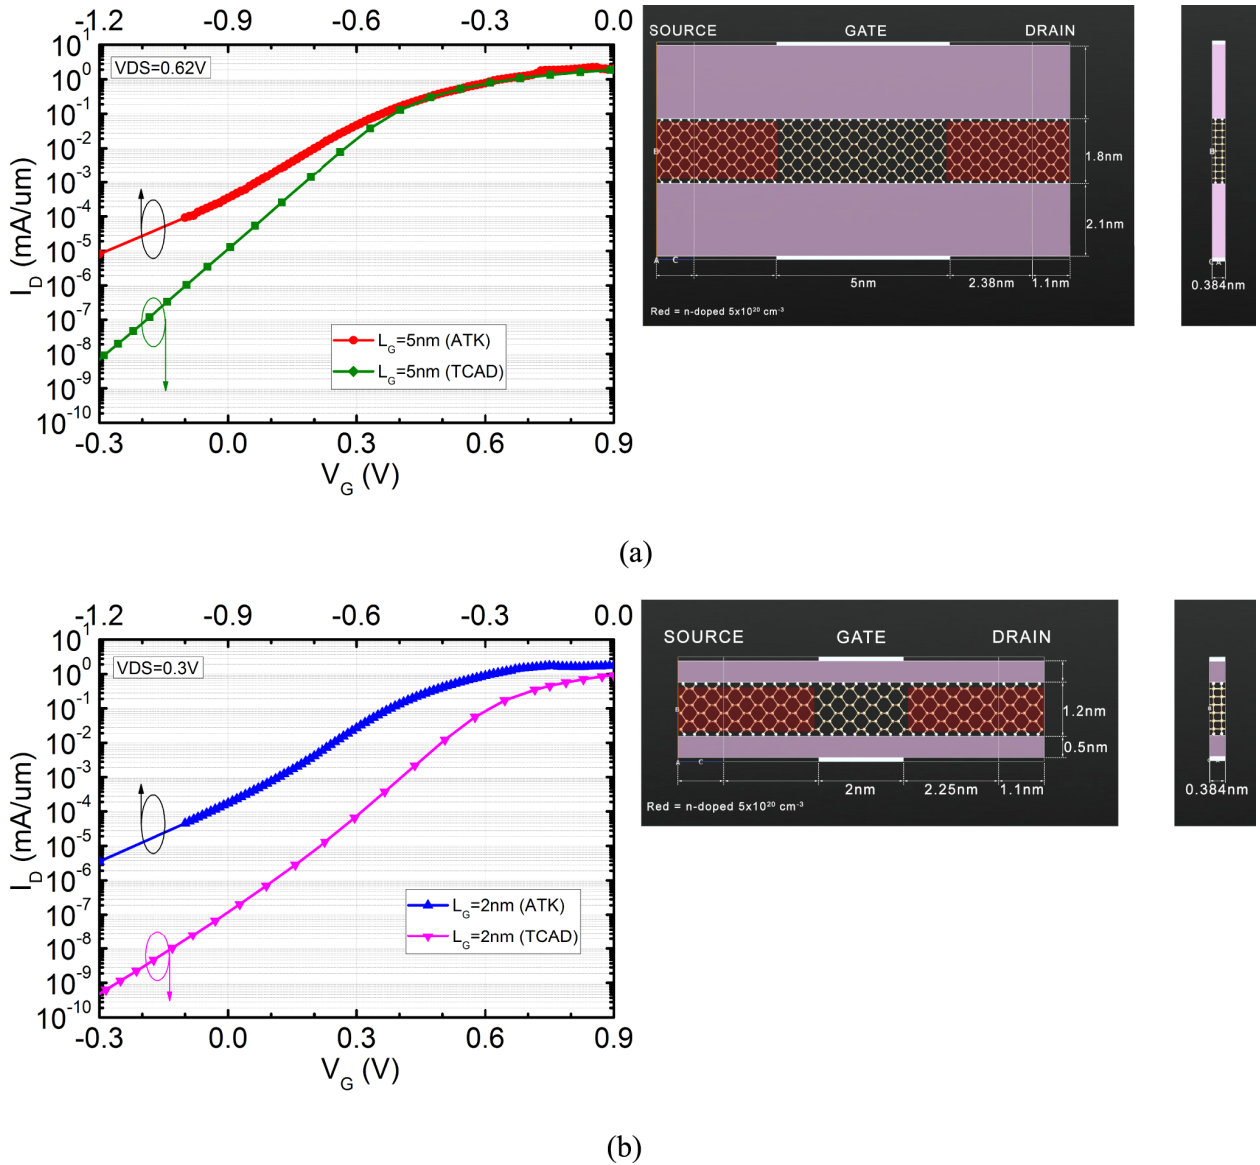 -1.2 -0.9 -0.6 -0.3 0.0
10^1
10^0
10^-1
10^-2
10^-3
10^-4
10^-5
10^-6
10^-7
10^-8
10^-9
10^-10
I_D (mA/um)
VDS=0.62V
L_G=5nm (ATK)
L_G=5nm (TCAD)
-0.3 0.0 0.3 0.6 0.9
V_G (V)
SOURCE GATE DRAIN
B
1.8nm
2.1nm
A C
5nm 2.38nm 1.1nm
Red = n-doped 5x10^20 cm^-3
B
0.384nm
(a)
-1.2 -0.9 -0.6 -0.3 0.0
10^1
10^0
10^-1
10^-2
10^-3
10^-4
10^-5
10^-6
10^-7
10^-8
10^-9
10^-10
I_D (mA/um)
VDS=0.3V
L_G=2nm (ATK)
L_G=2nm (TCAD)
-0.3 0.0 0.3 0.6 0.9
V_G (V)
SOURCE GATE DRAIN
B
1.2nm
0.5nm
A C
2nm 2.25nm 1.1nm
Red = n-doped 5x10^20 cm^-3
0.384nm
(b)